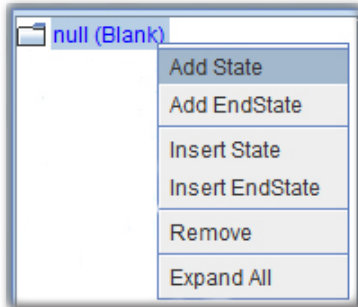 null (Blank)
Add State
Add EndState
Insert State
Insert EndState
Remove
Expand All